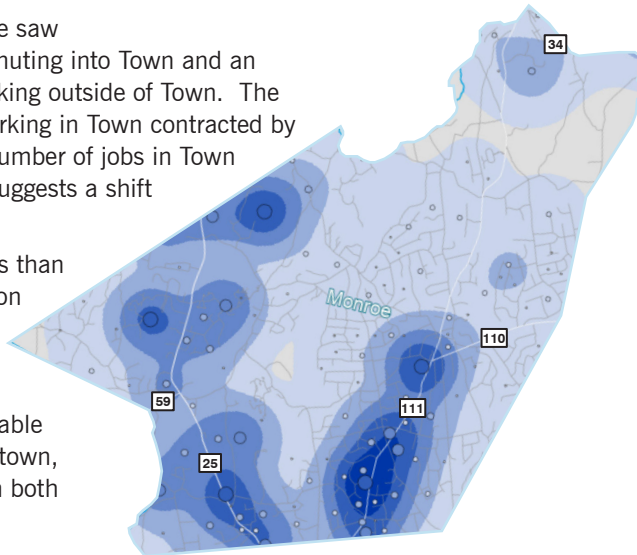 e saw
nuting into Town and an
king outside of Town. The
rking in Town contracted by
umber of jobs in Town
uggests a shift
s than
on
able
town,
n both
34
Monroe
110
59
111
25